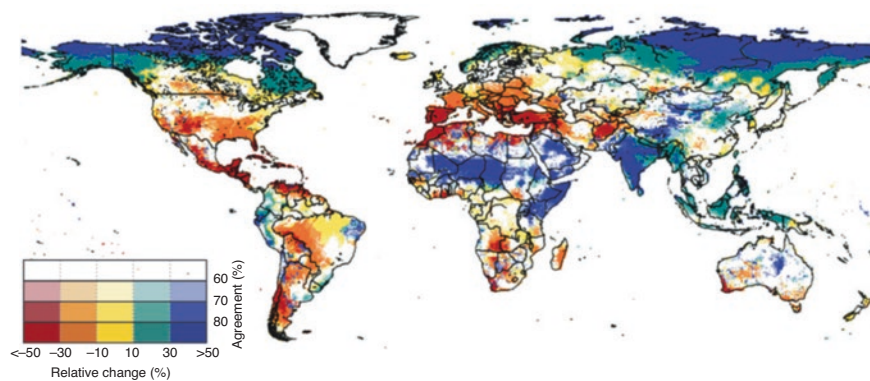 60
70
80
Agreement (%)
<–50 –30 –10 10 30 >50
Relative change (%)